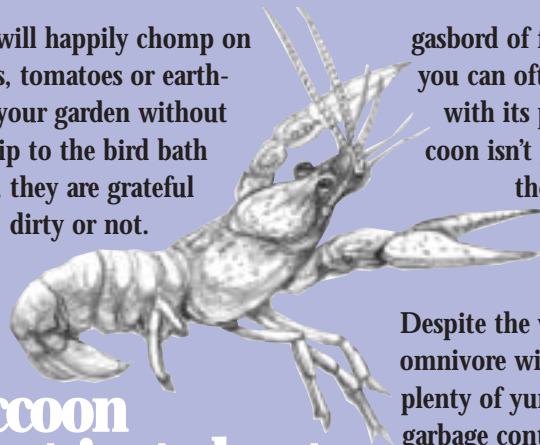 will happily chomp on
s, tomatoes or earth-
your garden without
ip to the bird bath
they are grateful
dirty or not.
ccoon
gasbord of
you can oft
with its p
coon isn't
the
Despite the
omnivore wi
plenty of yur
garbage cont